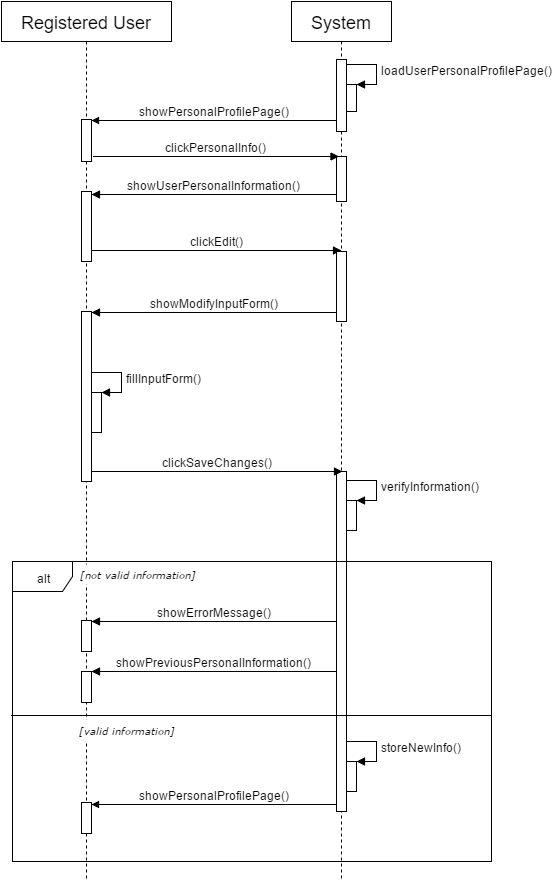 Registered User
System
loadUserPersonalProfilePage()
showPersonalProfilePage()
clickPersonalInfo()
showUserPersonalInformation()
clickEdit()
showModifyInputForm()
fillInputForm()
clickSaveChanges()
verifyInformation()
alt
[not valid information]
showErrorMessage()
showPreviousPersonalInformation()
[valid information]
storeNewInfo()
showPersonalProfilePage()